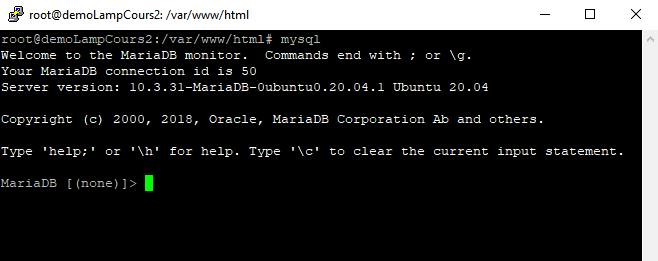 root@demoLampCours2: /var/www/html
root@demoLampCours2:/var/www/html# mysql
Welcome to the MariaDB monitor.  Commands end with ; or \g.
Your MariaDB connection id is 50
Server version: 10.3.31-MariaDB-0ubuntu0.20.04.1 Ubuntu 20.04
Copyright (c) 2000, 2018, Oracle, MariaDB Corporation Ab and others.
Type 'help;' or '\h' for help. Type '\c' to clear the current input statement.
MariaDB [(none)]>